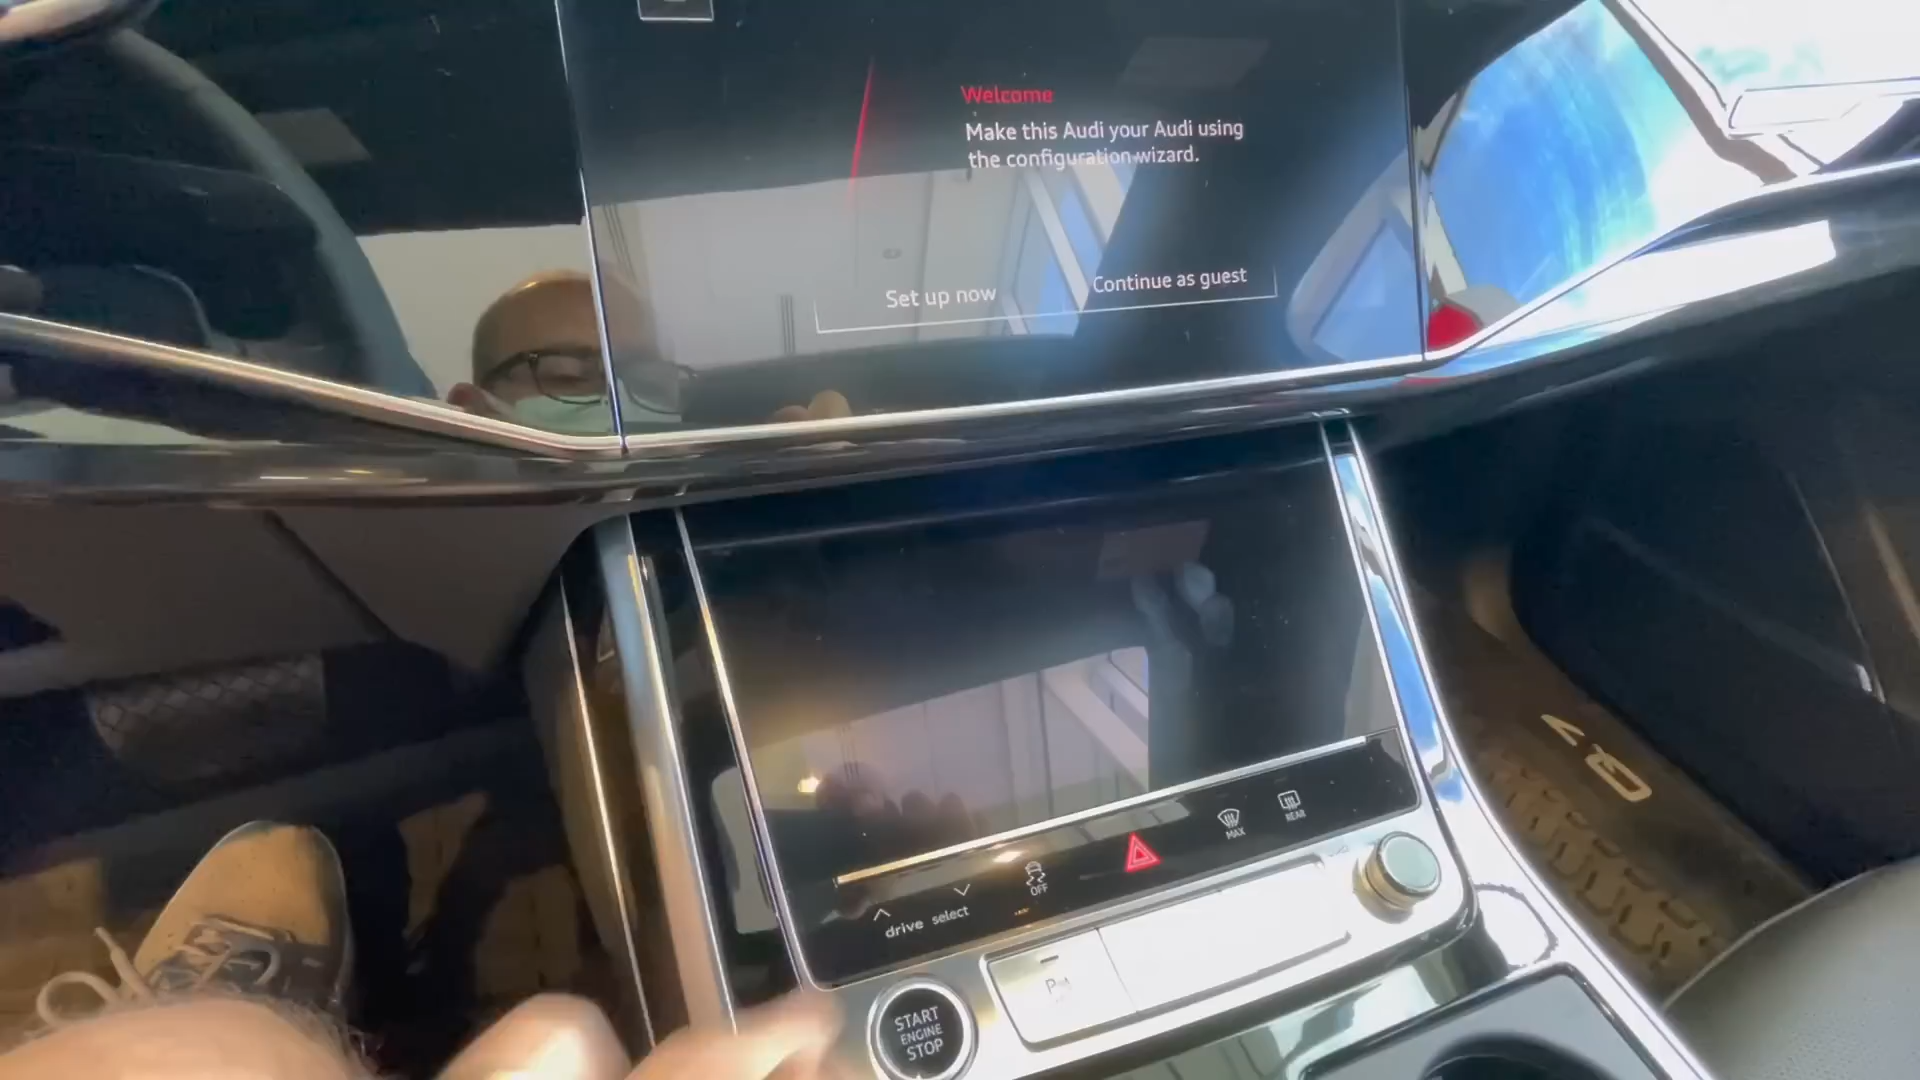 Welcome
Make this Audi your Audi using
the configuration wizard.
Set up now
Continue as guest
MAX
REAR
OFF
drive select
START
ENGINE
STOP